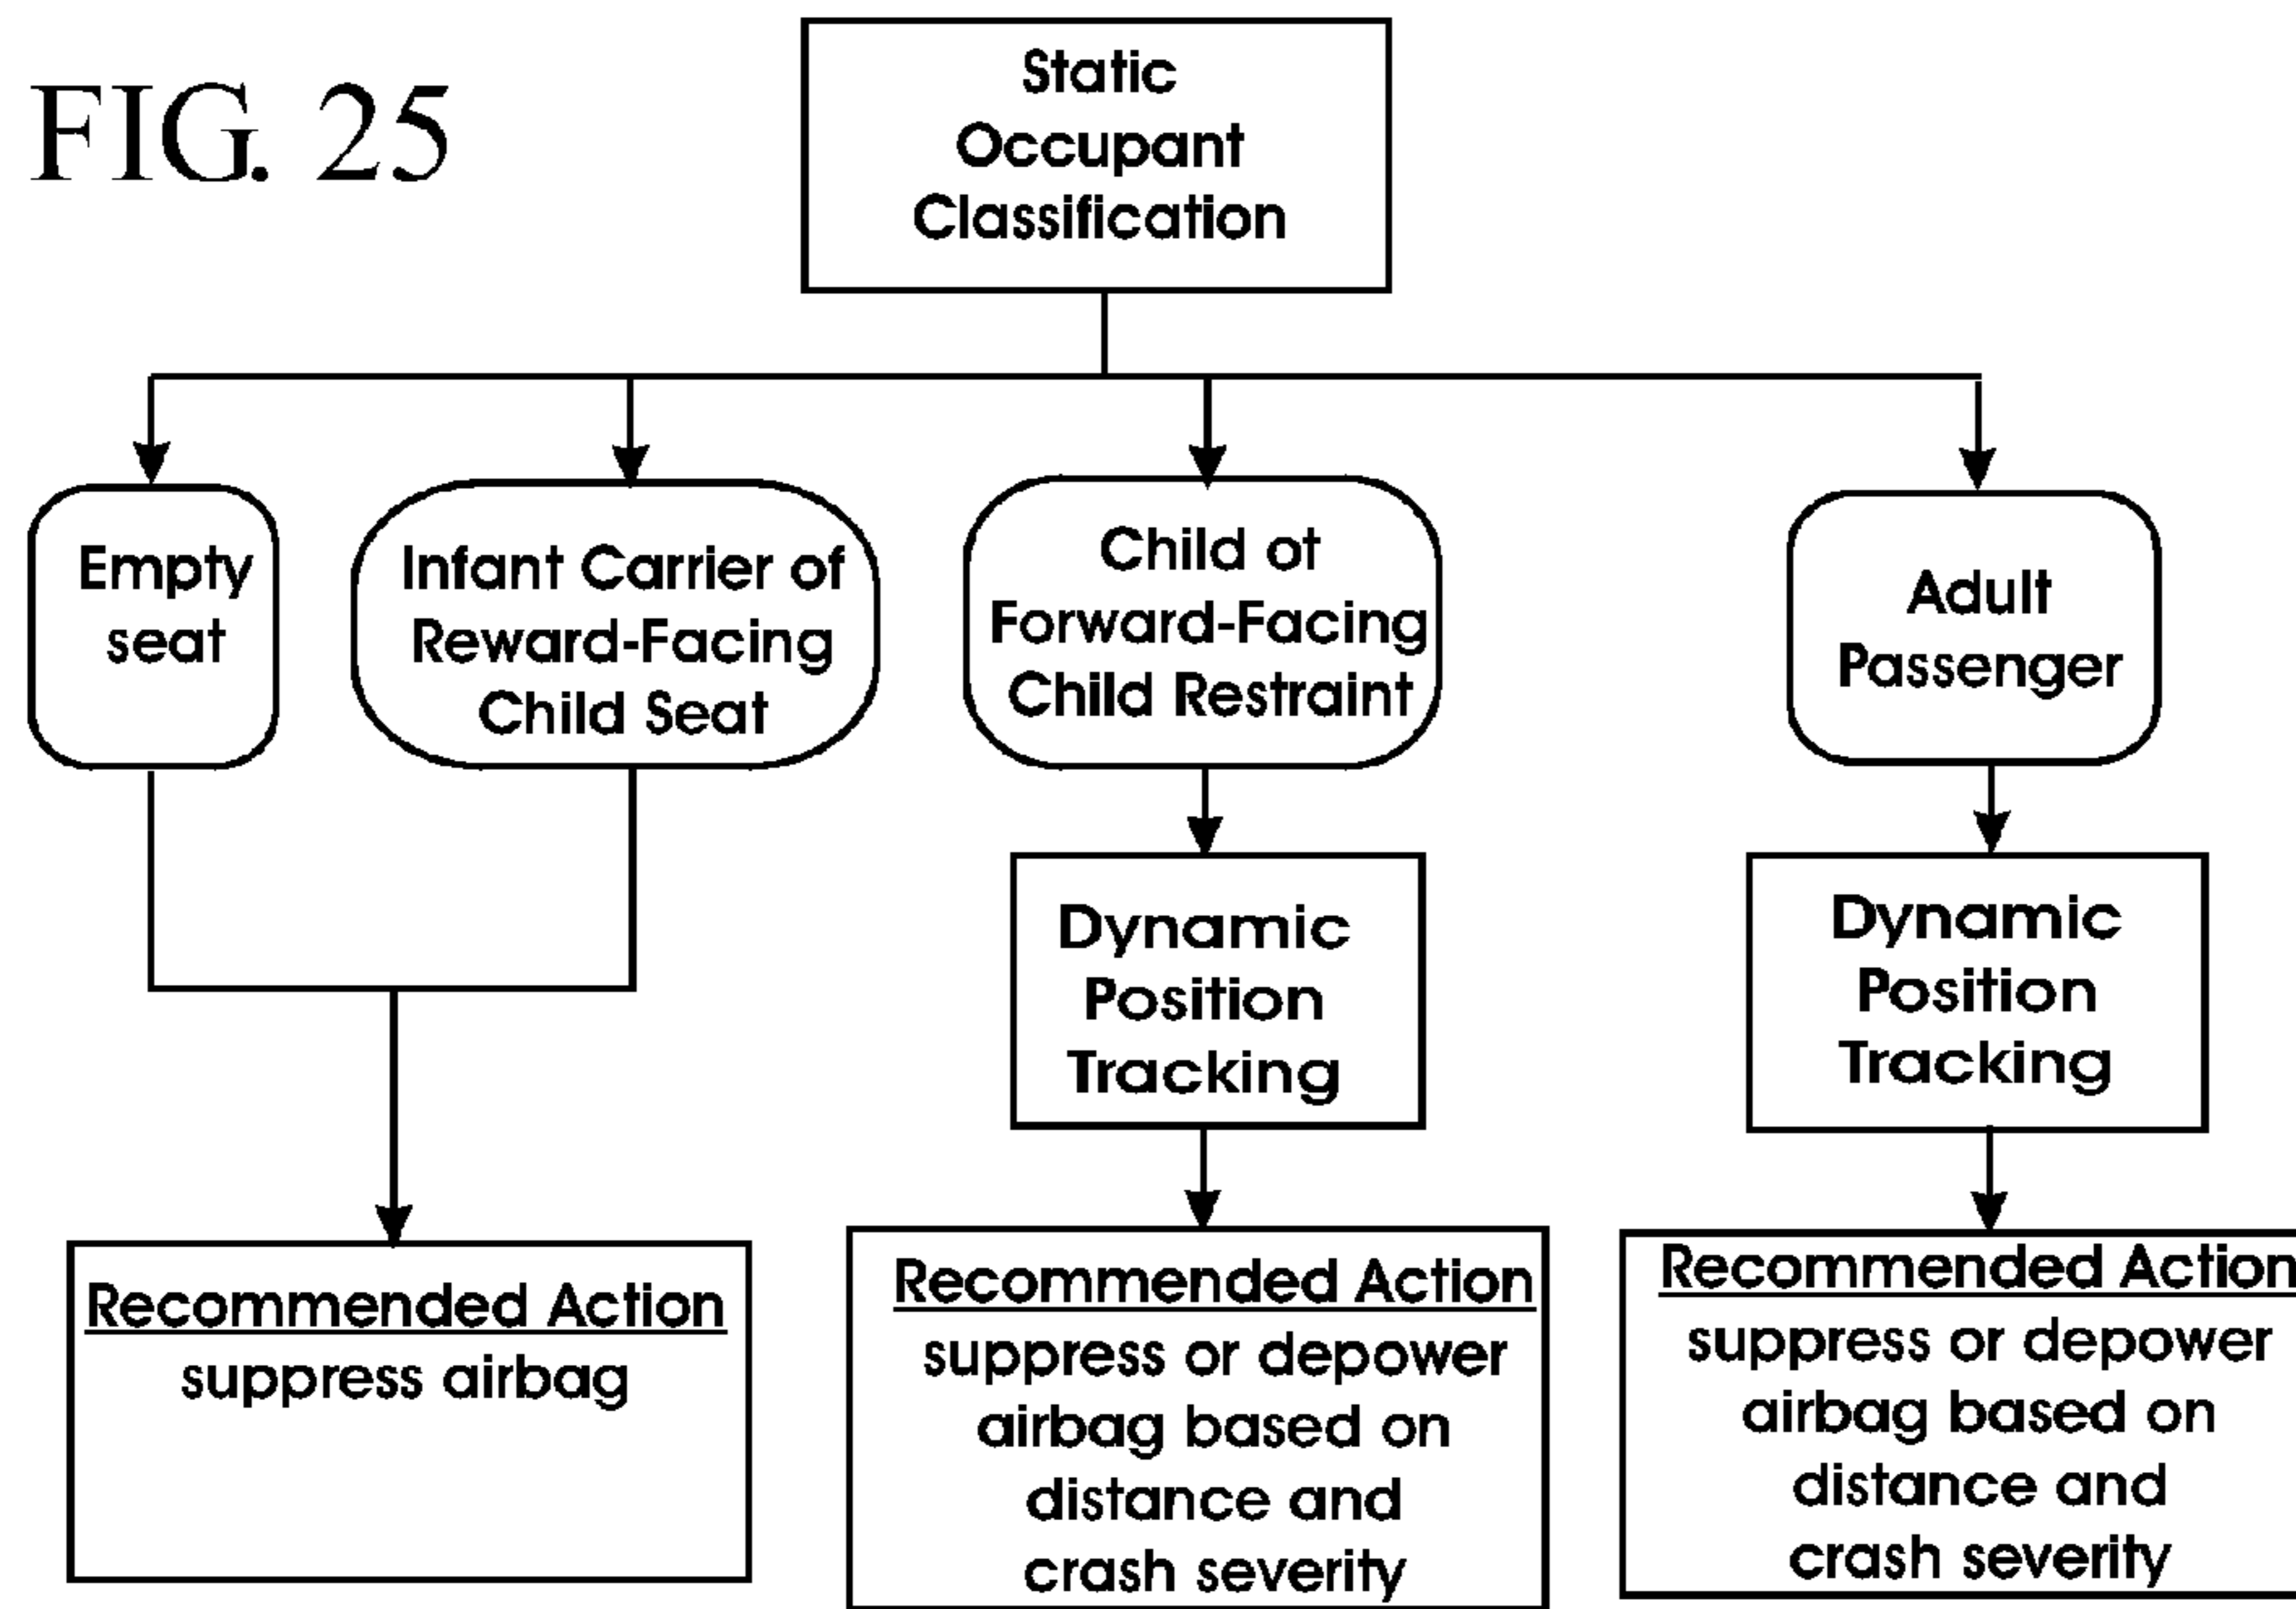 FIG. 25
Static
Occupant
Classification
Empty
seat
Infant Carrier of
Reward-Facing
Child Seat
Child ot
Forward-Facing
Child Restraint
Adult
Passenger
Dynamic
Position
Tracking
Dynamic
Position
Tracking
Recommended Action
suppress airbag
Recommended Action
suppress or depower
airbag based on
distance and
crash severity
Recommended Action
suppress or depower
airbag based on
distance and
crash severity